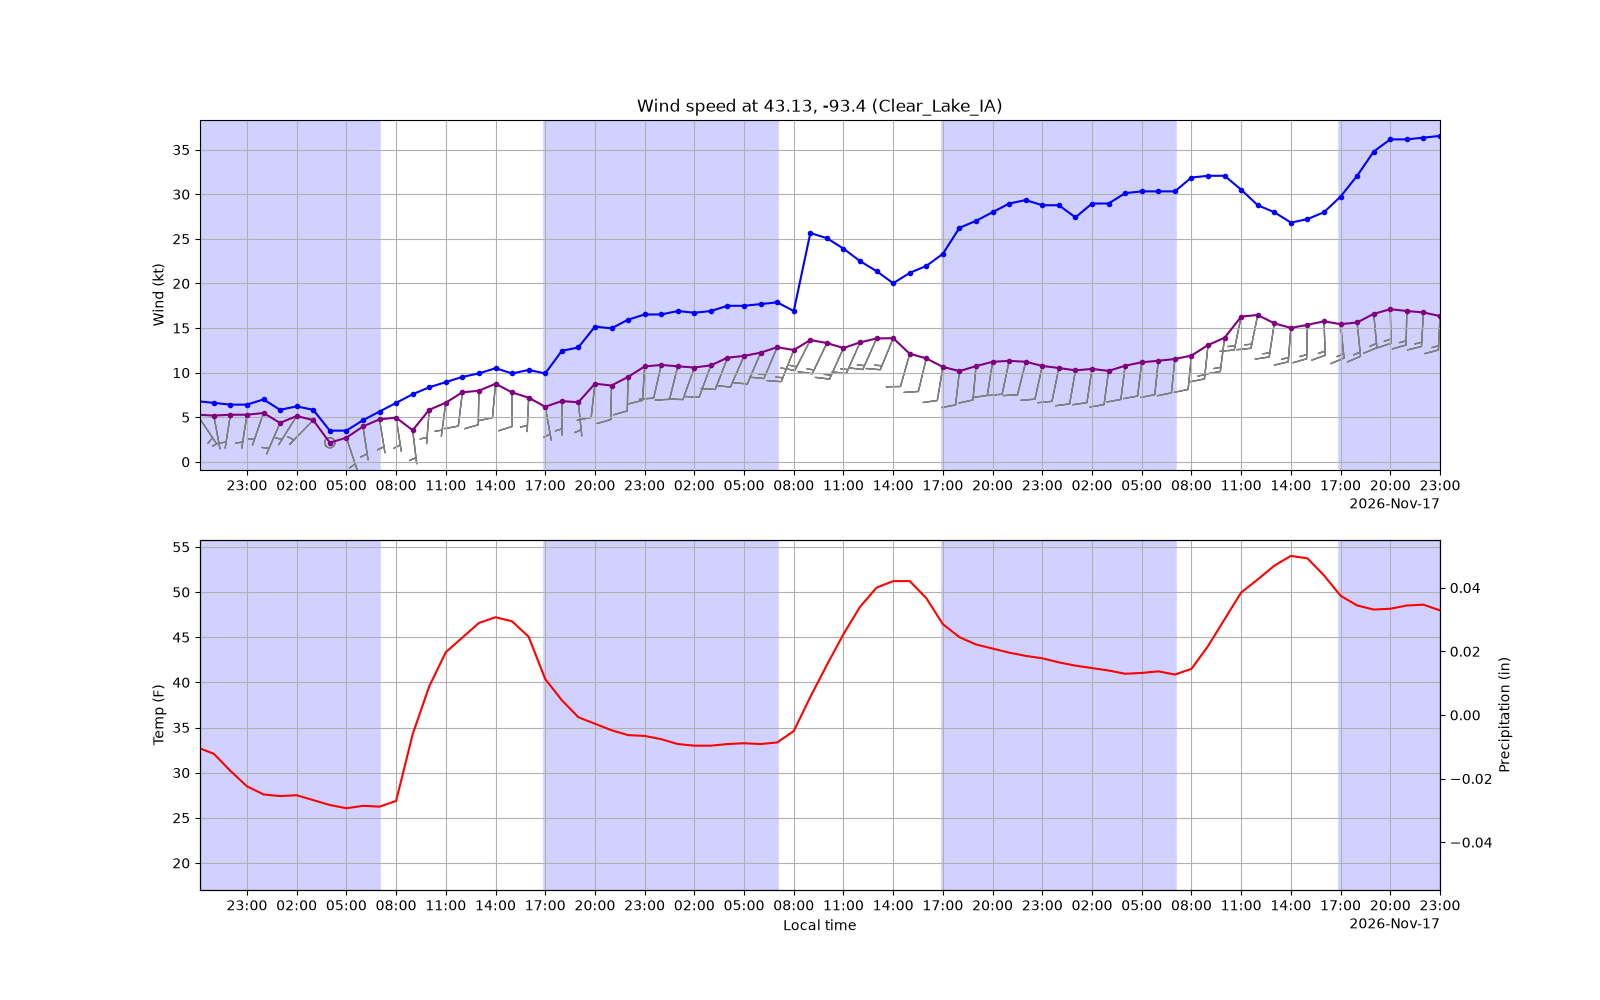 Wind speed at 43.13, -93.4 (Clear_Lake_IA)
Wind (kt)
35
30
25
20
15
10
5
0
23:00 02:00 05:00 08:00 11:00 14:00 17:00 20:00 23:00 02:00 05:00 08:00 11:00 14:00 17:00 20:00 23:00 02:00 05:00 08:00 11:00 14:00 17:00 20:00 23:00
2026-Nov-17
Temp (F)
55
50
45
40
35
30
25
20
0.04
0.02
0.00
−0.02
−0.04
Precipitation (in)
23:00 02:00 05:00 08:00 11:00 14:00 17:00 20:00 23:00 02:00 05:00 08:00 11:00 14:00 17:00 20:00 23:00 02:00 05:00 08:00 11:00 14:00 17:00 20:00 23:00
Local time
2026-Nov-17